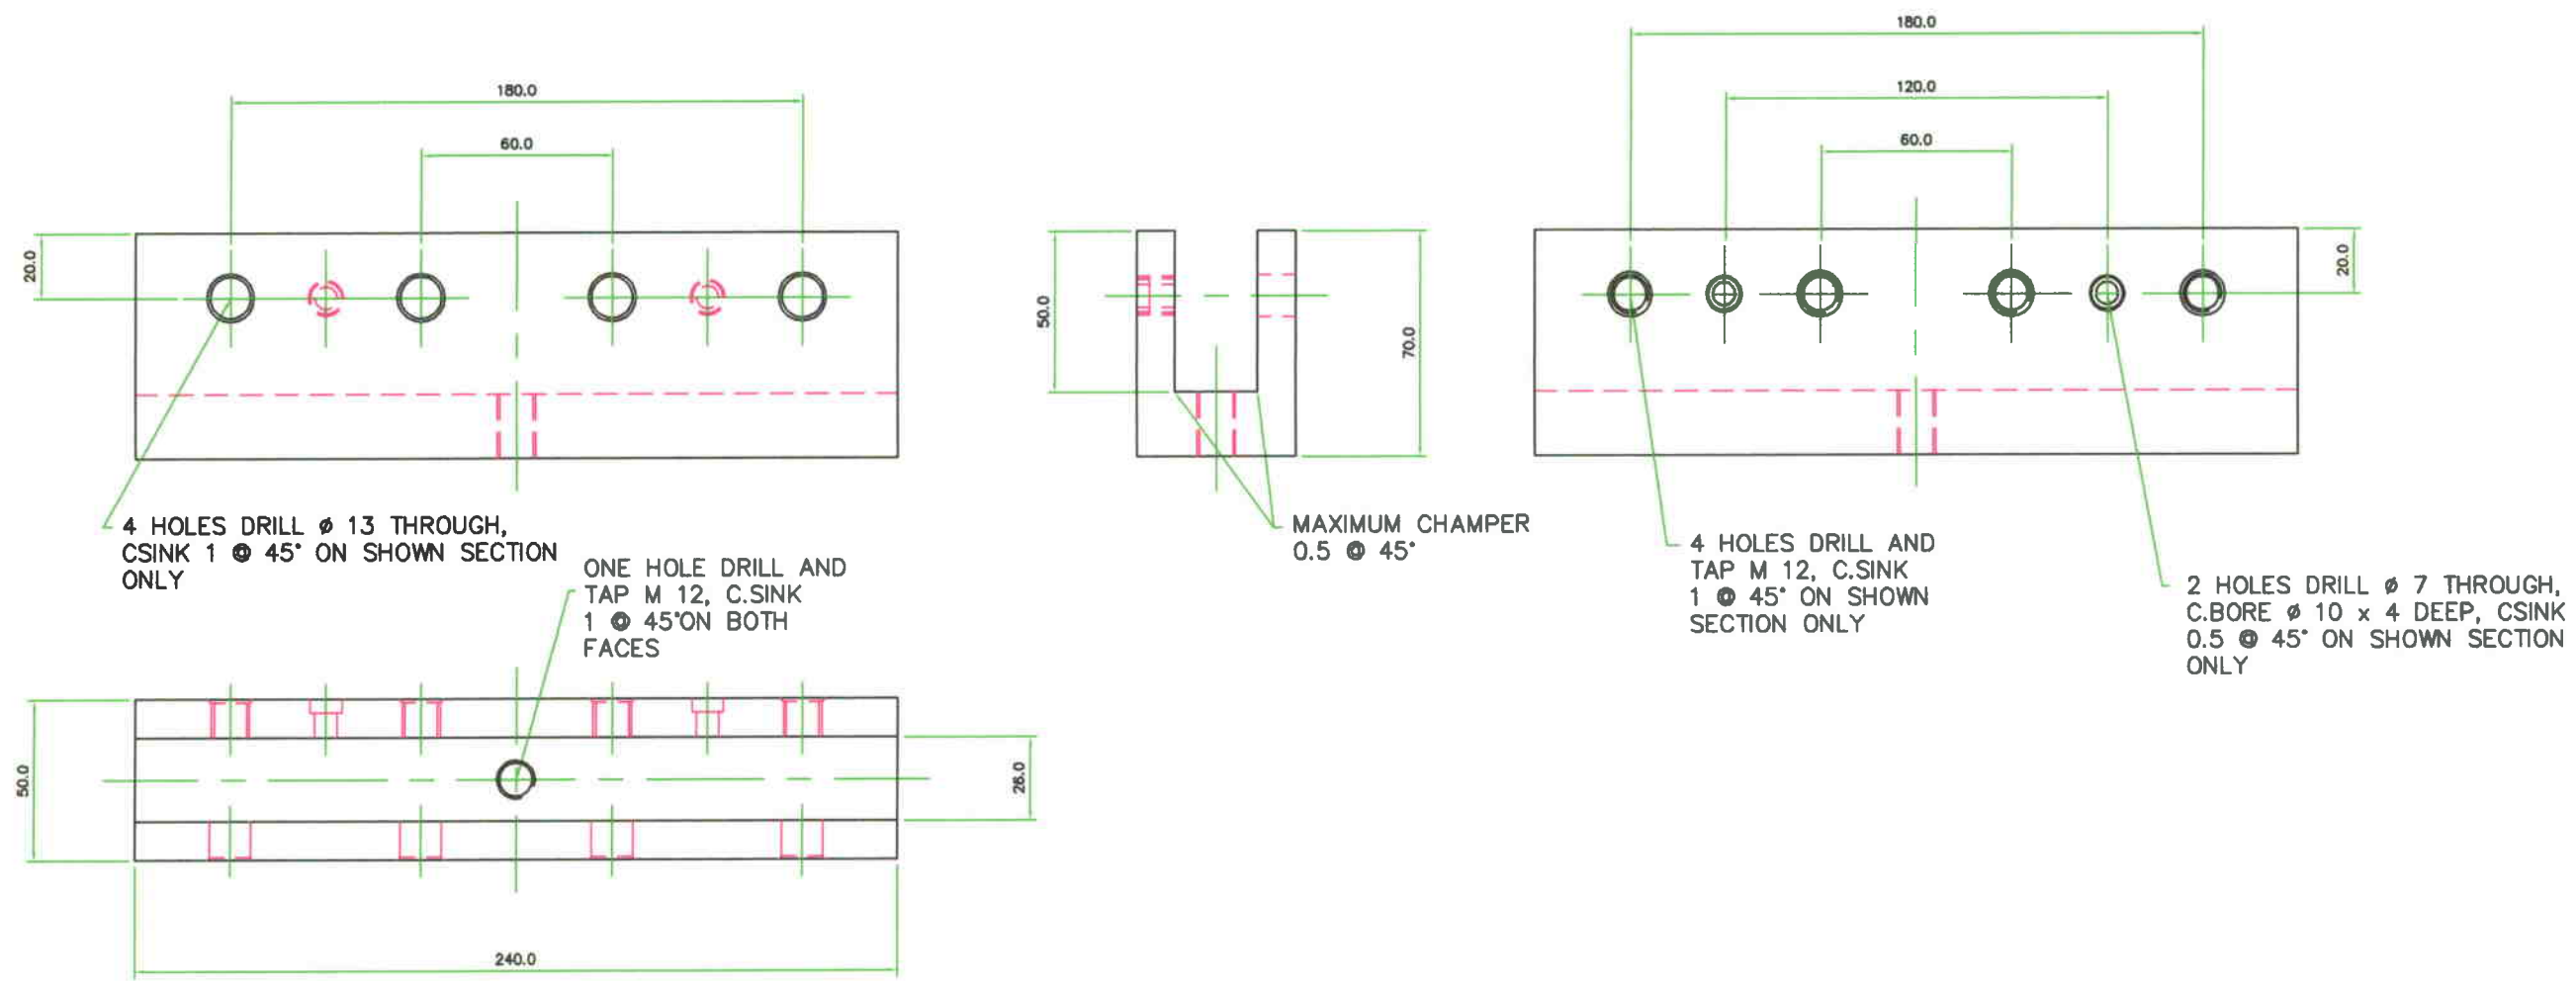 180.0
60.0
20.0
4 HOLES DRILL ø 13 THROUGH,
CSINK 1 @ 45° ON SHOWN SECTION
ONLY
50.0
70.0
MAXIMUM CHAMPER
0.5 @ 45°
180.0
120.0
60.0
20.0
4 HOLES DRILL AND
TAP M 12, C.SINK
1 @ 45° ON SHOWN
SECTION ONLY
2 HOLES DRILL ø 7 THROUGH,
C.BORE ø 10 x 4 DEEP, CSINK
0.5 @ 45° ON SHOWN SECTION
ONLY
ONE HOLE DRILL AND
TAP M 12, C.SINK
1 @ 45°ON BOTH
FACES
50.0
26.0
240.0